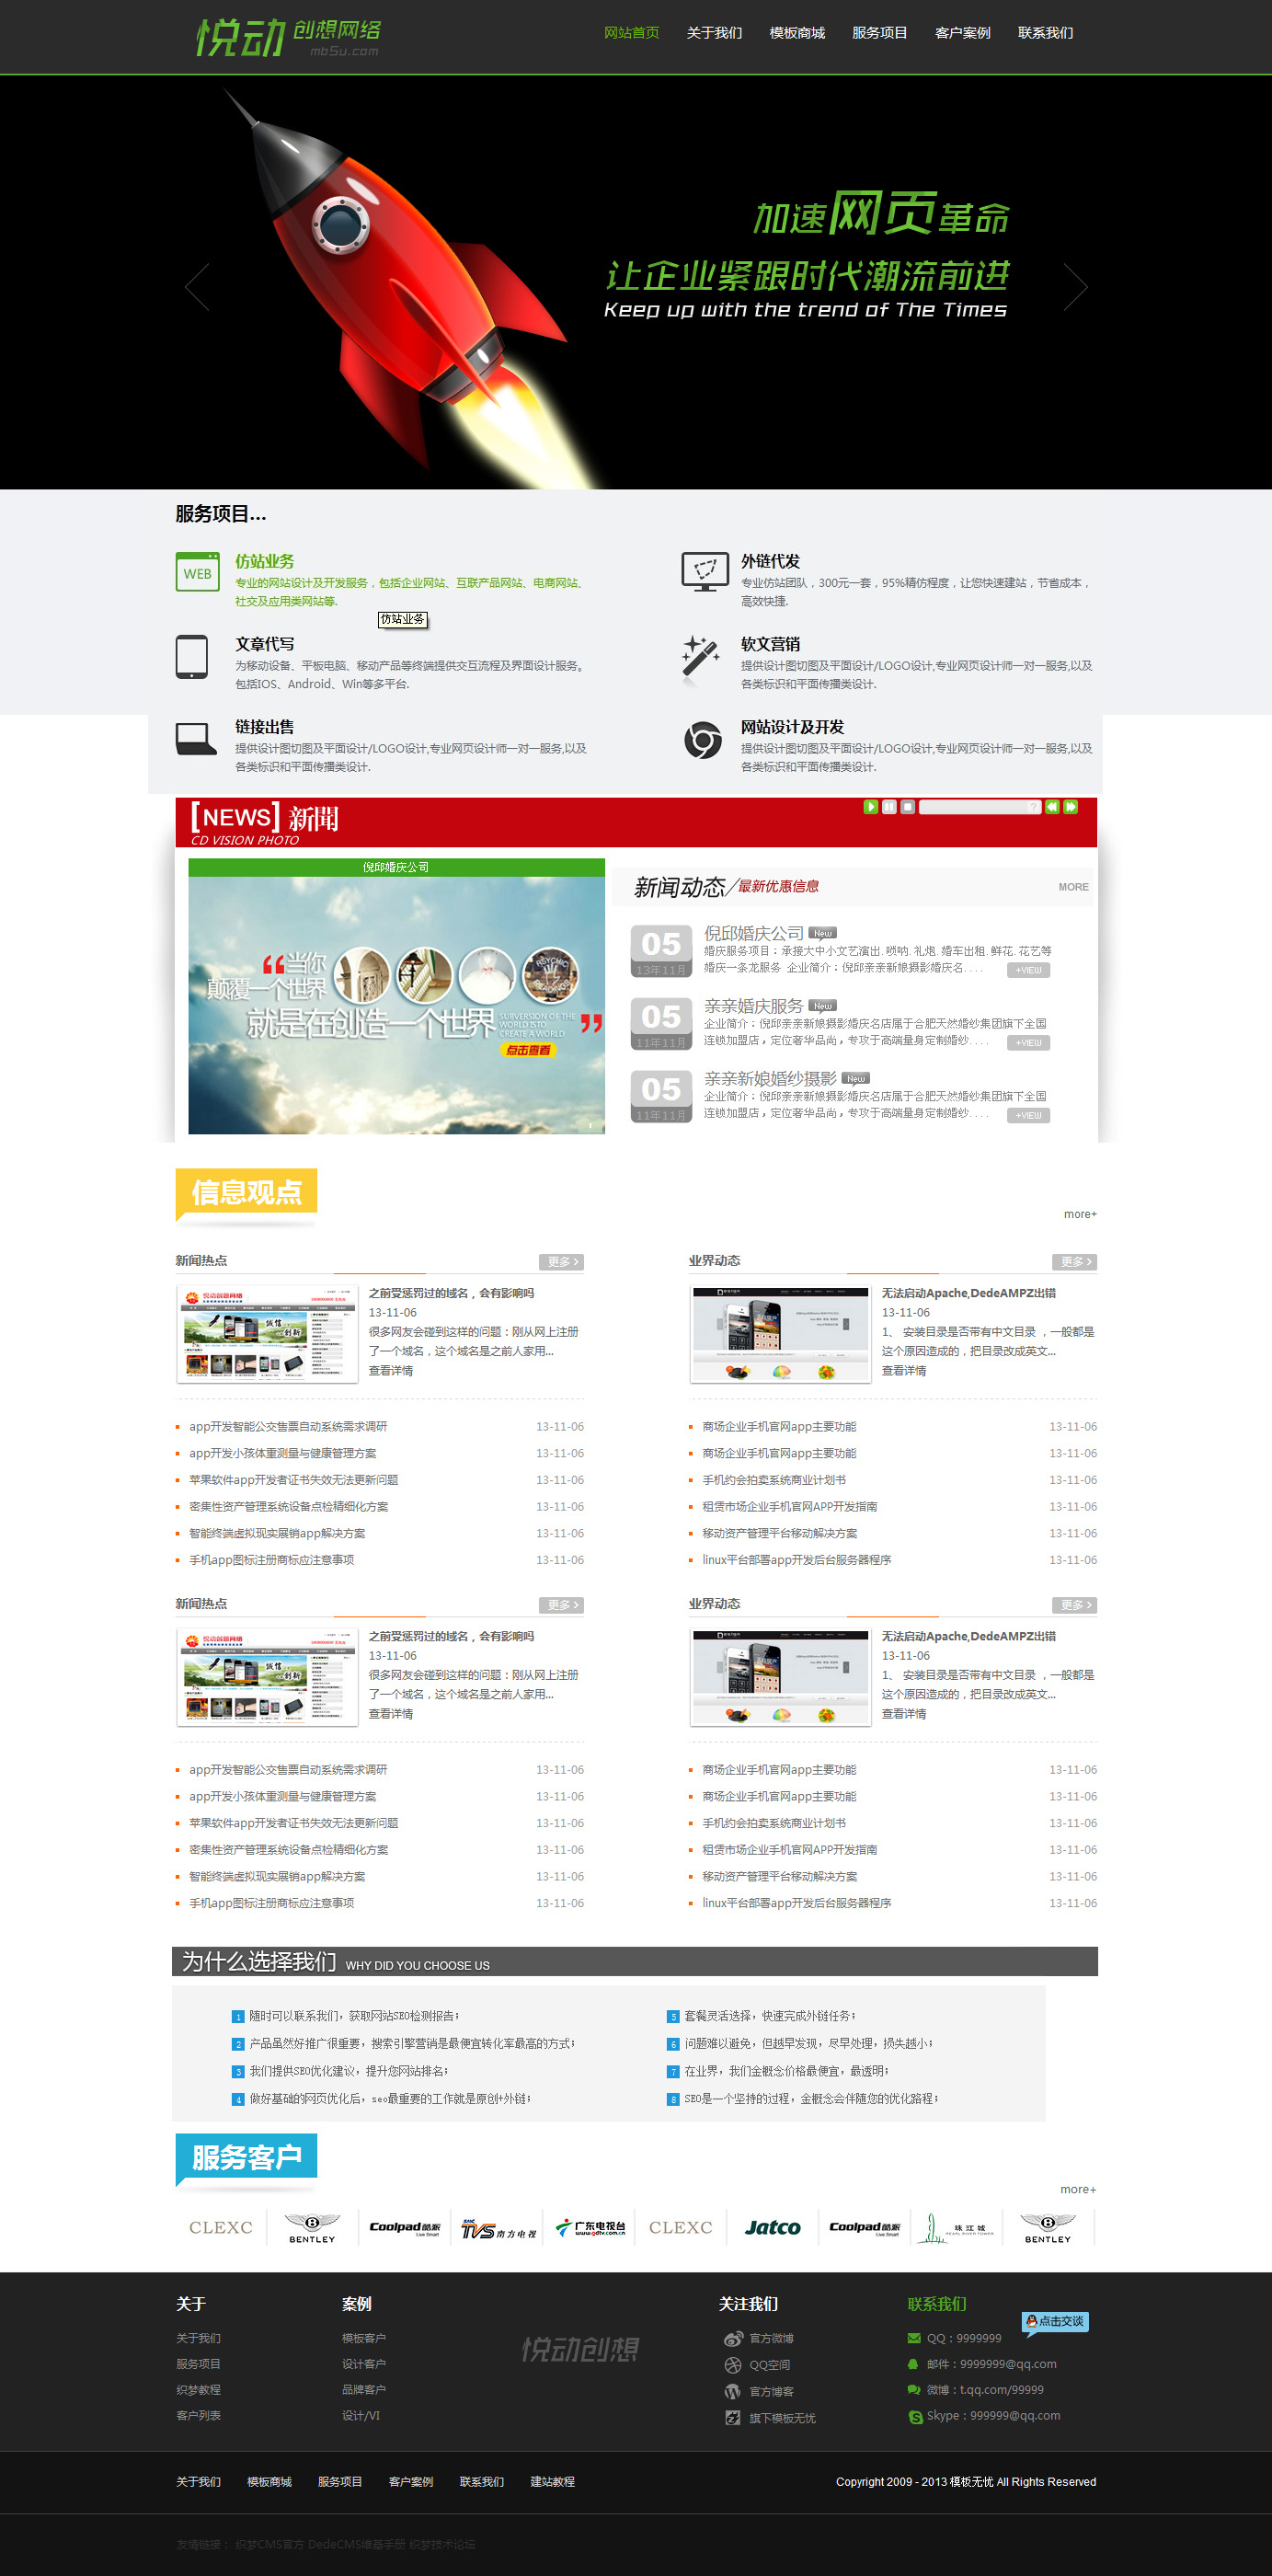 悦动 创想网络
mb5u.com
网站首页 关于我们 模板商城 服务项目 客户案例 联系我们
加速网页革命
让企业紧跟时代潮流前进
Keep up with the trend of The Times
服务项目...
WEB
仿站业务
专业的网站设计及开发服务，包括企业网站、互联产品网站、电商网站、
社交及应用类网站等.
仿站业务
外链代发
专业仿站团队，300元一套，95%精仿程度，让您快速建站，节省成本，
高效快捷.
文章代写
为移动设备、平板电脑、移动产品等终端提供交互流程及界面设计服务。
包括IOS、Android、Win等多平台.
软文营销
提供设计图切图及平面设计/LOGO设计,专业网页设计师一对一服务,以及
各类标识和平面传播类设计.
链接出售
提供设计图切图及平面设计/LOGO设计,专业网页设计师一对一服务,以及
各类标识和平面传播类设计.
网站设计及开发
提供设计图切图及平面设计/LOGO设计,专业网页设计师一对一服务,以及
各类标识和平面传播类设计.
[NEWS] 新聞
CD VISION PHOTO
倪邱婚庆公司
当你
颠覆一个世界
就是在创造一个世界
SUBVERSION OF THE
WORLD IS TO
CREATE A WORLD
点击查看
新闻动态/最新优惠信息
MORE
05
13年11月
倪邱婚庆公司 New
婚庆服务项目：承接大中小文艺演出.唢呐.礼炮.婚车出租.鲜花.花艺等
婚庆一条龙服务 企业简介：倪邱亲亲新娘摄影婚庆名....
+VIEW
05
11年11月
亲亲婚庆服务 New
企业简介：倪邱亲亲新娘摄影婚庆名店属于合肥天然婚纱集团旗下全国
连锁加盟店，定位奢华品尚，专攻于高端量身定制婚纱....
+VIEW
05
11年11月
亲亲新娘婚纱摄影 New
企业简介：倪邱亲亲新娘摄影婚庆名店属于合肥天然婚纱集团旗下全国
连锁加盟店，定位奢华品尚，专攻于高端量身定制婚纱....
+VIEW
信息观点
more+
新闻热点 更多
悦动创想网络
诚信
创新
之前受惩罚过的域名，会有影响吗
13-11-06
很多网友会碰到这样的问题：刚从网上注册
了一个域名，这个域名是之前人家用...
查看详情
app开发智能公交售票自动系统需求调研 13-11-06
app开发小孩体重测量与健康管理方案 13-11-06
苹果软件app开发者证书失效无法更新问题 13-11-06
密集性资产管理系统设备点检精细化方案 13-11-06
智能终端虚拟现实展销app解决方案 13-11-06
手机app图标注册商标应注意事项 13-11-06
业界动态 更多
无法启动Apache,DedeAMPZ出错
13-11-06
1、 安装目录是否带有中文目录 ，一般都是
这个原因造成的，把目录改成英文...
查看详情
商场企业手机官网app主要功能 13-11-06
商场企业手机官网app主要功能 13-11-06
手机约会拍卖系统商业计划书 13-11-06
租赁市场企业手机官网APP开发指南 13-11-06
移动资产管理平台移动解决方案 13-11-06
linux平台部署app开发后台服务器程序 13-11-06
新闻热点 更多
悦动创想网络
诚信
创新
之前受惩罚过的域名，会有影响吗
13-11-06
很多网友会碰到这样的问题：刚从网上注册
了一个域名，这个域名是之前人家用...
查看详情
app开发智能公交售票自动系统需求调研 13-11-06
app开发小孩体重测量与健康管理方案 13-11-06
苹果软件app开发者证书失效无法更新问题 13-11-06
密集性资产管理系统设备点检精细化方案 13-11-06
智能终端虚拟现实展销app解决方案 13-11-06
手机app图标注册商标应注意事项 13-11-06
业界动态 更多
无法启动Apache,DedeAMPZ出错
13-11-06
1、 安装目录是否带有中文目录 ，一般都是
这个原因造成的，把目录改成英文...
查看详情
商场企业手机官网app主要功能 13-11-06
商场企业手机官网app主要功能 13-11-06
手机约会拍卖系统商业计划书 13-11-06
租赁市场企业手机官网APP开发指南 13-11-06
移动资产管理平台移动解决方案 13-11-06
linux平台部署app开发后台服务器程序 13-11-06
为什么选择我们 WHY DID YOU CHOOSE US
1 随时可以联系我们，获取网站SEO检测报告；
2 产品虽然好推广很重要，搜索引擎营销是最便宜转化率最高的方式；
3 我们提供SEO优化建议，提升您网站排名；
4 做好基础的网页优化后，seo最重要的工作就是原创+外链；
5 套餐灵活选择，快速完成外链任务；
6 问题难以避免，但越早发现，尽早处理，损失越小；
7 在业界，我们金概念价格最便宜，最透明；
8 SEO是一个坚持的过程，金概念会伴随您的优化路程；
服务客户
more+
CLEXC
BENTLEY
Coolpad酷派
Live Smart
SMC TVS南方电视
广东电视台
www.gdtv.com.cn
CLEXC
Jatco
Coolpad酷派
Live Smart
珠江城
PEARL RIVER TOWER
BENTLEY
关于
关于我们
服务项目
织梦教程
客户列表
案例
模板客户
设计客户
品牌客户
设计/VI
悦动创想
关注我们
官方微博
QQ空间
官方博客
旗下模板无忧
联系我们
点击交谈
QQ：9999999
邮件：9999999@qq.com
微博：t.qq.com/99999
Skype：999999@qq.com
关于我们 模板商城 服务项目 客户案例 联系我们 建站教程
Copyright 2009 - 2013 模板无忧 All Rights Reserved
友情链接： 织梦CMS官方 DedeCMS维基手册 织梦技术论坛